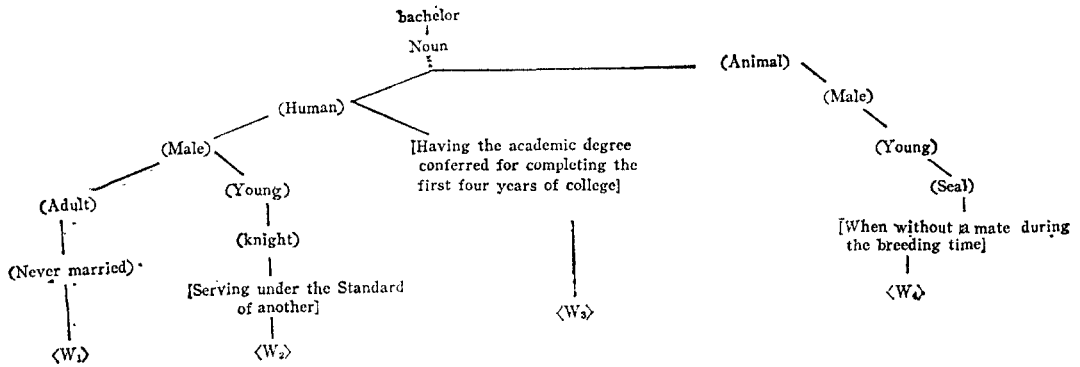 bachelor
Noun
(Animal)
(Human)
(Male)
(Male)
[Having the academic degree
conferred for completing the
first four years of college]
(Young)
(Young)
(Seal)
(Adult)
(knight)
[When without a mate during
the breeding time]
(Never married)
[Serving under the Standard
of another]
⟨W₃⟩
⟨W₄⟩
⟨W₁⟩
⟨W₂⟩